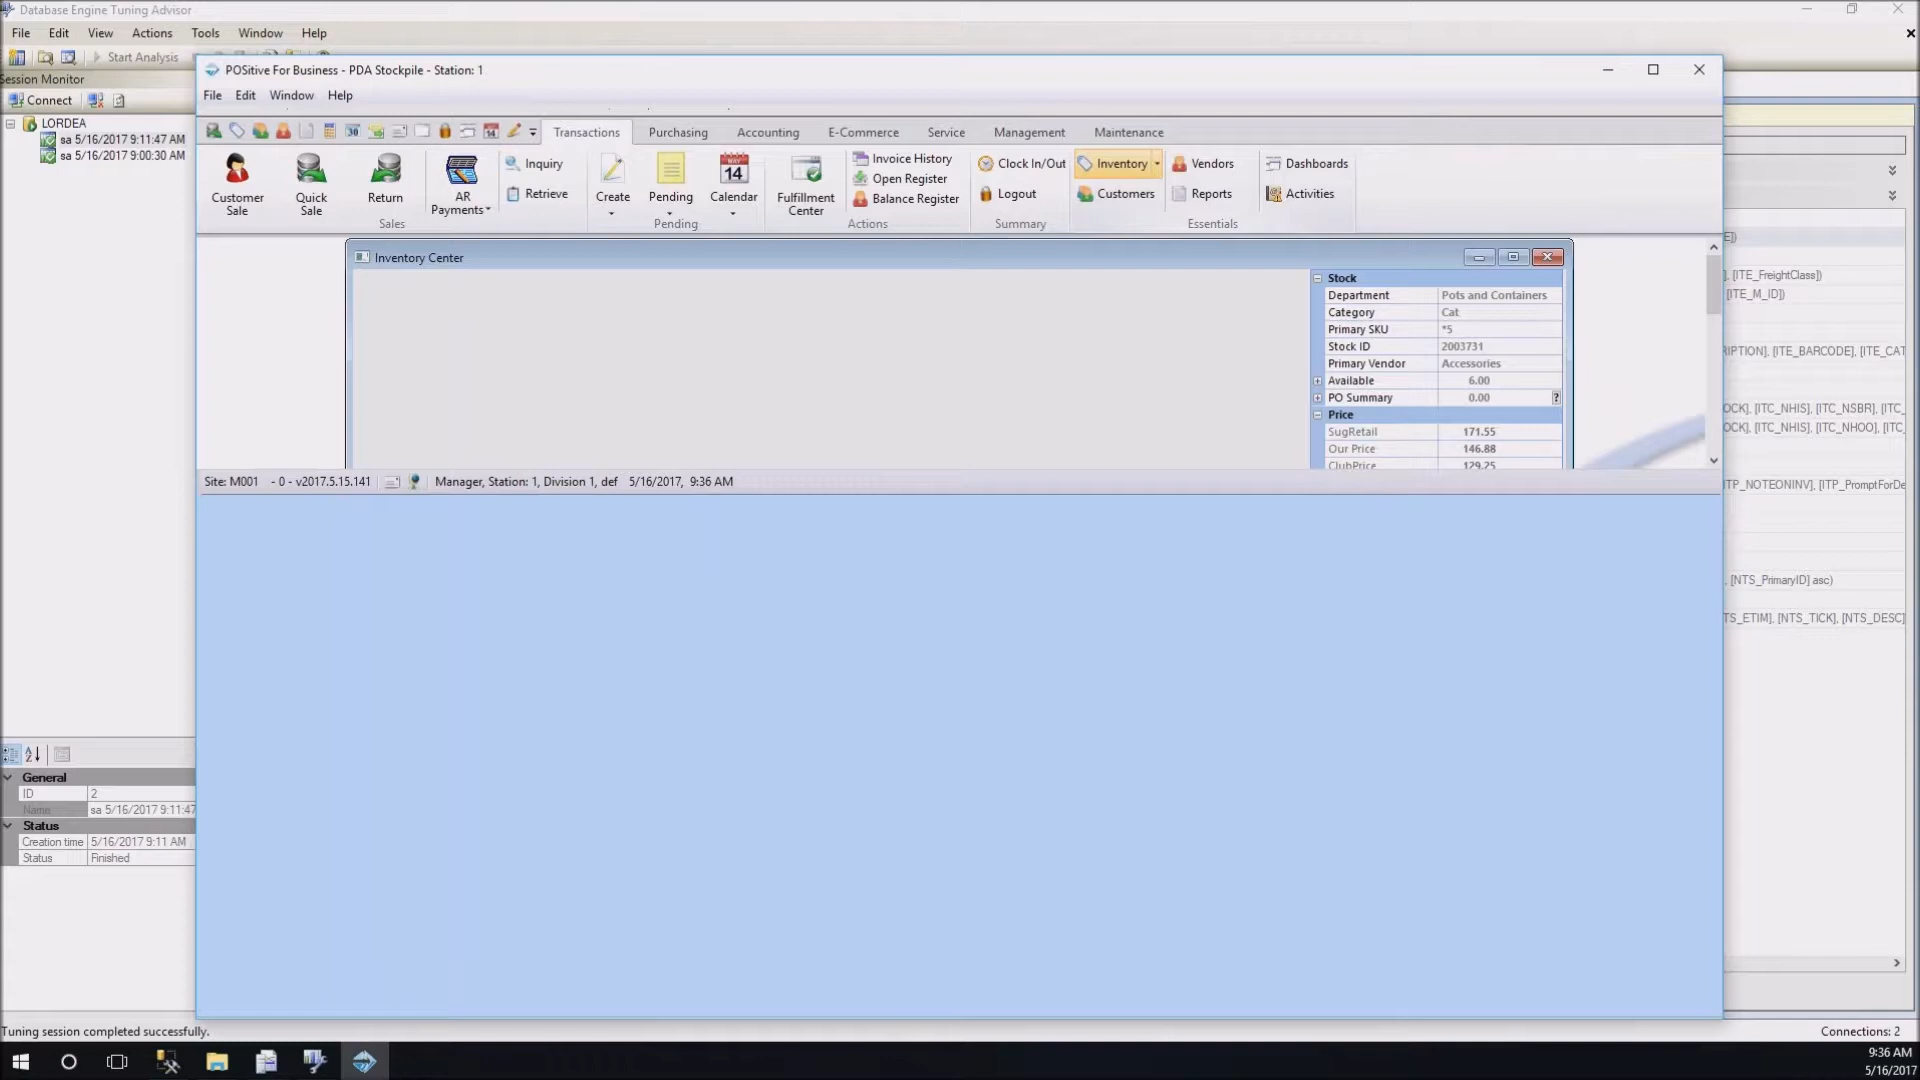 Database Engine Tuning Advisor
File Edit View Actions Tools Window Help
Start Analysis
Session Monitor
Connect
LORDEA
sa 5/16/2017 9:11:47 AM
sa 5/16/2017 9:00:30 AM
POSitive For Business - PDA Stockpile - Station: 1
File Edit Window Help
30 14 Transactions Purchasing Accounting E-Commerce Service Management Maintenance
Customer Sale
Quick Sale
Return
AR Payments
Inquiry
Retrieve
Create
Pending
MAY 14
Calendar
Fulfillment Center
Invoice History
Open Register
Balance Register
Clock In/Out
Logout
Inventory
Customers
Vendors
Reports
Dashboards
Activities
Sales Pending Actions Summary Essentials
Inventory Center
Stock
Department Pots and Containers
Category Cat
Primary SKU *5
Stock ID 2003731
Primary Vendor Accessories
Available 6.00
PO Summary 0.00 ?
Price
SugRetail 171.55
Our Price 146.88
ClubPrice 129.25
Site: M001 - 0 - v2017.5.15.141 Manager, Station: 1, Division 1, def 5/16/2017, 9:36 AM
E])
], [ITE_FreightClass])
[ITE_M_ID])
RIPTION], [ITE_BARCODE], [ITE_CAT
OCK], [ITC_NHIS], [ITC_NSBR], [ITC_
OCK], [ITC_NHIS], [ITC_NHOO], [ITC_
TP_NOTEONINV], [ITP_PromptForDe
, [NTS_PrimaryID] asc)
TS_ETIM], [NTS_TICK], [NTS_DESC]
General
ID 2
Name sa 5/16/2017 9:11:47
Status
Creation time 5/16/2017 9:11 AM
Status Finished
Tuning session completed successfully.
Connections: 2
9:36 AM
5/16/2017